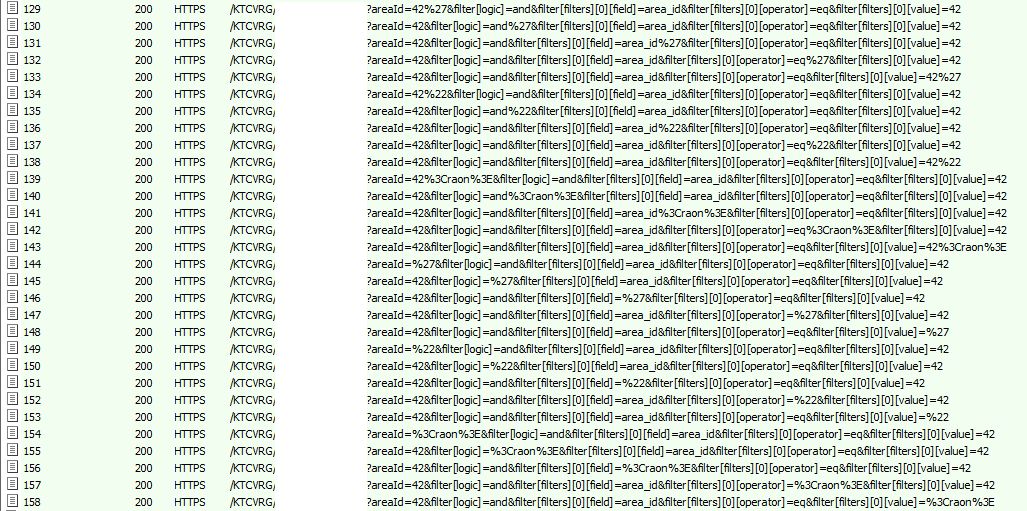 129 200 HTTPS /KTCVRG/ ?areaId=42%27&filter[logic]=and&filter[filters][0][field]=area_id&filter[filters][0][operator]=eq&filter[filters][0][value]=42
130 200 HTTPS /KTCVRG/ ?areaId=42&filter[logic]=and%27&filter[filters][0][field]=area_id&filter[filters][0][operator]=eq&filter[filters][0][value]=42
131 200 HTTPS /KTCVRG/ ?areaId=42&filter[logic]=and&filter[filters][0][field]=area_id%27&filter[filters][0][operator]=eq&filter[filters][0][value]=42
132 200 HTTPS /KTCVRG/ ?areaId=42&filter[logic]=and&filter[filters][0][field]=area_id&filter[filters][0][operator]=eq%27&filter[filters][0][value]=42
133 200 HTTPS /KTCVRG/ ?areaId=42&filter[logic]=and&filter[filters][0][field]=area_id&filter[filters][0][operator]=eq&filter[filters][0][value]=42%27
134 200 HTTPS /KTCVRG/ ?areaId=42%22&filter[logic]=and&filter[filters][0][field]=area_id&filter[filters][0][operator]=eq&filter[filters][0][value]=42
135 200 HTTPS /KTCVRG/ ?areaId=42&filter[logic]=and%22&filter[filters][0][field]=area_id&filter[filters][0][operator]=eq&filter[filters][0][value]=42
136 200 HTTPS /KTCVRG/ ?areaId=42&filter[logic]=and&filter[filters][0][field]=area_id%22&filter[filters][0][operator]=eq&filter[filters][0][value]=42
137 200 HTTPS /KTCVRG/ ?areaId=42&filter[logic]=and&filter[filters][0][field]=area_id&filter[filters][0][operator]=eq%22&filter[filters][0][value]=42
138 200 HTTPS /KTCVRG/ ?areaId=42&filter[logic]=and&filter[filters][0][field]=area_id&filter[filters][0][operator]=eq&filter[filters][0][value]=42%22
139 200 HTTPS /KTCVRG/ ?areaId=42%3Craon%3E&filter[logic]=and&filter[filters][0][field]=area_id&filter[filters][0][operator]=eq&filter[filters][0][value]=42
140 200 HTTPS /KTCVRG/ ?areaId=42&filter[logic]=and%3Craon%3E&filter[filters][0][field]=area_id&filter[filters][0][operator]=eq&filter[filters][0][value]=42
141 200 HTTPS /KTCVRG/ ?areaId=42&filter[logic]=and&filter[filters][0][field]=area_id%3Craon%3E&filter[filters][0][operator]=eq&filter[filters][0][value]=42
142 200 HTTPS /KTCVRG/ ?areaId=42&filter[logic]=and&filter[filters][0][field]=area_id&filter[filters][0][operator]=eq%3Craon%3E&filter[filters][0][value]=42
143 200 HTTPS /KTCVRG/ ?areaId=42&filter[logic]=and&filter[filters][0][field]=area_id&filter[filters][0][operator]=eq&filter[filters][0][value]=42%3Craon%3E
144 200 HTTPS /KTCVRG/ ?areaId=%27&filter[logic]=and&filter[filters][0][field]=area_id&filter[filters][0][operator]=eq&filter[filters][0][value]=42
145 200 HTTPS /KTCVRG/ ?areaId=42&filter[logic]=%27&filter[filters][0][field]=area_id&filter[filters][0][operator]=eq&filter[filters][0][value]=42
146 200 HTTPS /KTCVRG/ ?areaId=42&filter[logic]=and&filter[filters][0][field]=%27&filter[filters][0][operator]=eq&filter[filters][0][value]=42
147 200 HTTPS /KTCVRG/ ?areaId=42&filter[logic]=and&filter[filters][0][field]=area_id&filter[filters][0][operator]=%27&filter[filters][0][value]=42
148 200 HTTPS /KTCVRG/ ?areaId=42&filter[logic]=and&filter[filters][0][field]=area_id&filter[filters][0][operator]=eq&filter[filters][0][value]=%27
149 200 HTTPS /KTCVRG/ ?areaId=%22&filter[logic]=and&filter[filters][0][field]=area_id&filter[filters][0][operator]=eq&filter[filters][0][value]=42
150 200 HTTPS /KTCVRG/ ?areaId=42&filter[logic]=%22&filter[filters][0][field]=area_id&filter[filters][0][operator]=eq&filter[filters][0][value]=42
151 200 HTTPS /KTCVRG/ ?areaId=42&filter[logic]=and&filter[filters][0][field]=%22&filter[filters][0][operator]=eq&filter[filters][0][value]=42
152 200 HTTPS /KTCVRG/ ?areaId=42&filter[logic]=and&filter[filters][0][field]=area_id&filter[filters][0][operator]=%22&filter[filters][0][value]=42
153 200 HTTPS /KTCVRG/ ?areaId=42&filter[logic]=and&filter[filters][0][field]=area_id&filter[filters][0][operator]=eq&filter[filters][0][value]=%22
154 200 HTTPS /KTCVRG/ ?areaId=%3Craon%3E&filter[logic]=and&filter[filters][0][field]=area_id&filter[filters][0][operator]=eq&filter[filters][0][value]=42
155 200 HTTPS /KTCVRG/ ?areaId=42&filter[logic]=%3Craon%3E&filter[filters][0][field]=area_id&filter[filters][0][operator]=eq&filter[filters][0][value]=42
156 200 HTTPS /KTCVRG/ ?areaId=42&filter[logic]=and&filter[filters][0][field]=%3Craon%3E&filter[filters][0][operator]=eq&filter[filters][0][value]=42
157 200 HTTPS /KTCVRG/ ?areaId=42&filter[logic]=and&filter[filters][0][field]=area_id&filter[filters][0][operator]=%3Craon%3E&filter[filters][0][value]=42
158 200 HTTPS /KTCVRG/ ?areaId=42&filter[logic]=and&filter[filters][0][field]=area_id&filter[filters][0][operator]=eq&filter[filters][0][value]=%3Craon%3E